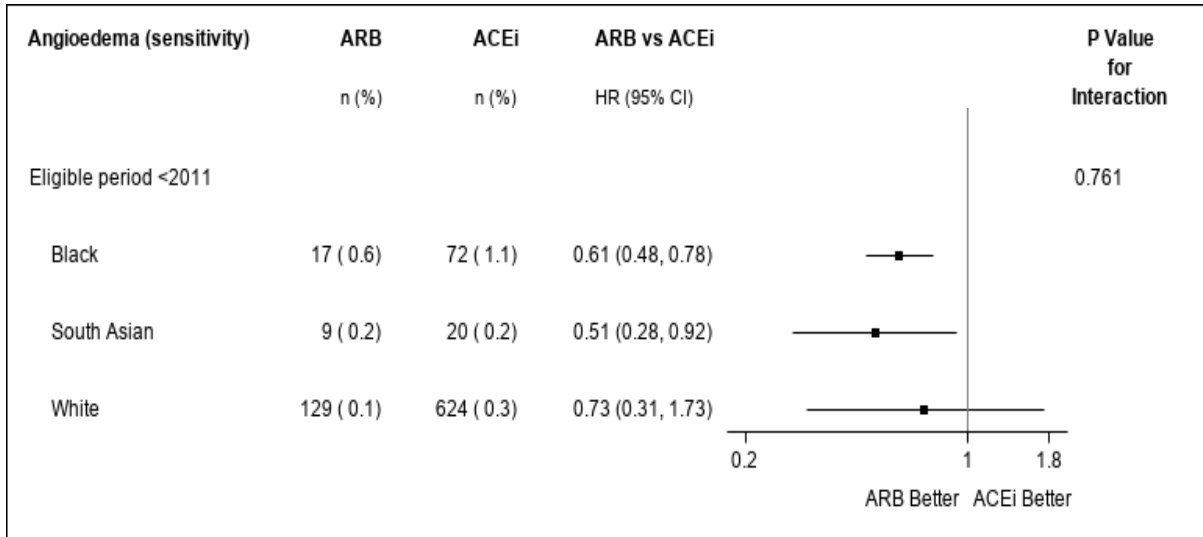 Angioedema (sensitivity) ARB ACEi ARB vs ACEi P Value
for
n (%) n (%) HR (95% CI) Interaction
Eligible period <2011 0.761
Black 17 ( 0.6) 72 ( 1.1) 0.61 (0.48, 0.78)
South Asian 9 ( 0.2) 20 ( 0.2) 0.51 (0.28, 0.92)
White 129 ( 0.1) 624 ( 0.3) 0.73 (0.31, 1.73)
0.2 1 1.8
ARB Better ACEi Better